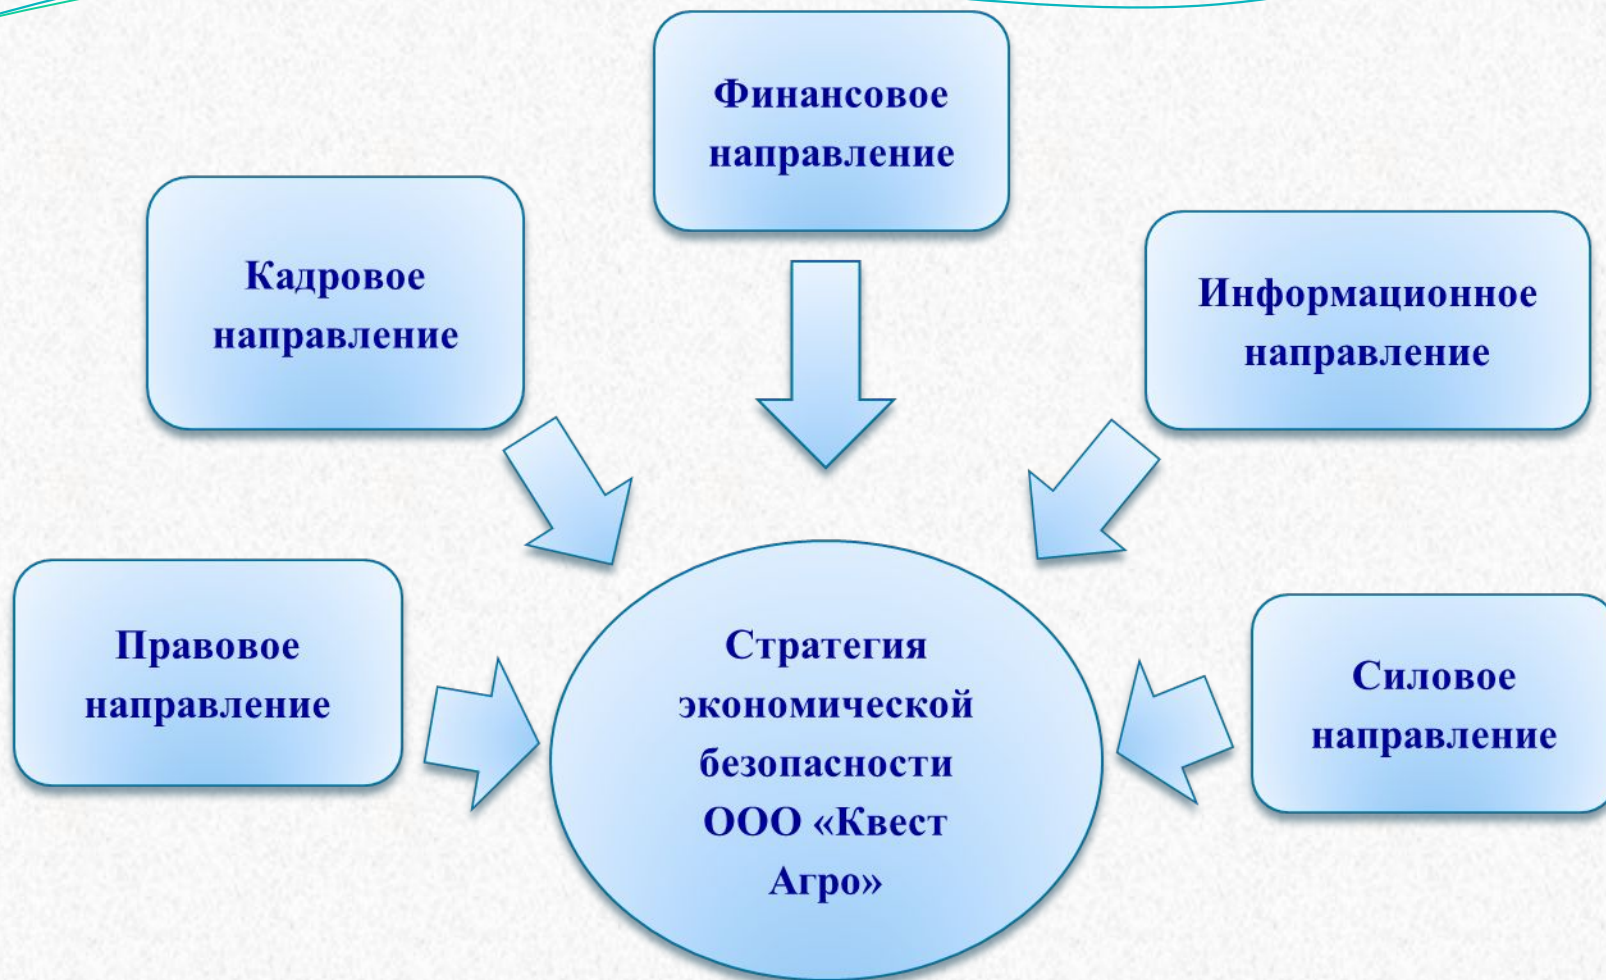 Финансовое
направление
Кадровое
направление
Информационное
направление
Правовое
направление
Стратегия
экономической
безопасности
ООО «Квест
Агро»
Силовое
направление